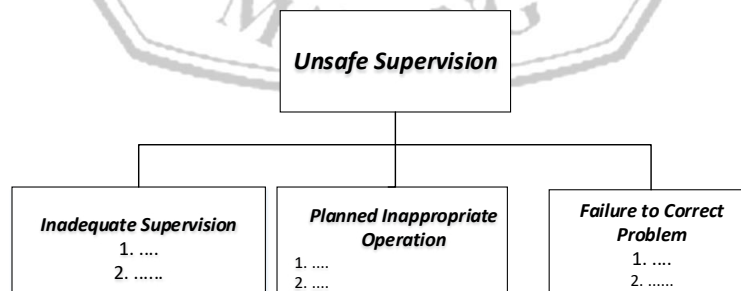 Unsafe Supervision
Inadequate Supervision
1. ....
2. ......
Planned Inappropriate
Operation
1. ....
2. ....
Failure to Correct
Problem
1. ....
2. ......